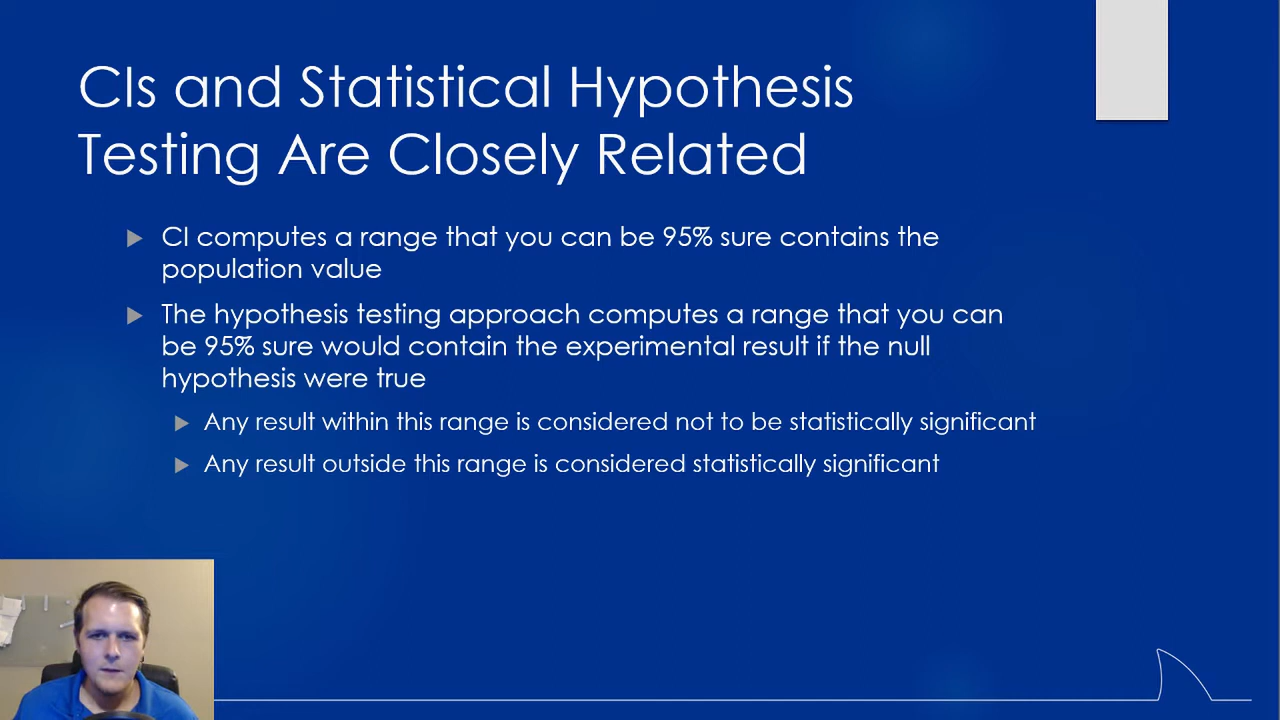 CIs and Statistical Hypothesis
Testing Are Closely Related
CI computes a range that you can be 95% sure contains the
population value
The hypothesis testing approach computes a range that you can
be 95% sure would contain the experimental result if the null
hypothesis were true
Any result within this range is considered not to be statistically significant
Any result outside this range is considered statistically significant